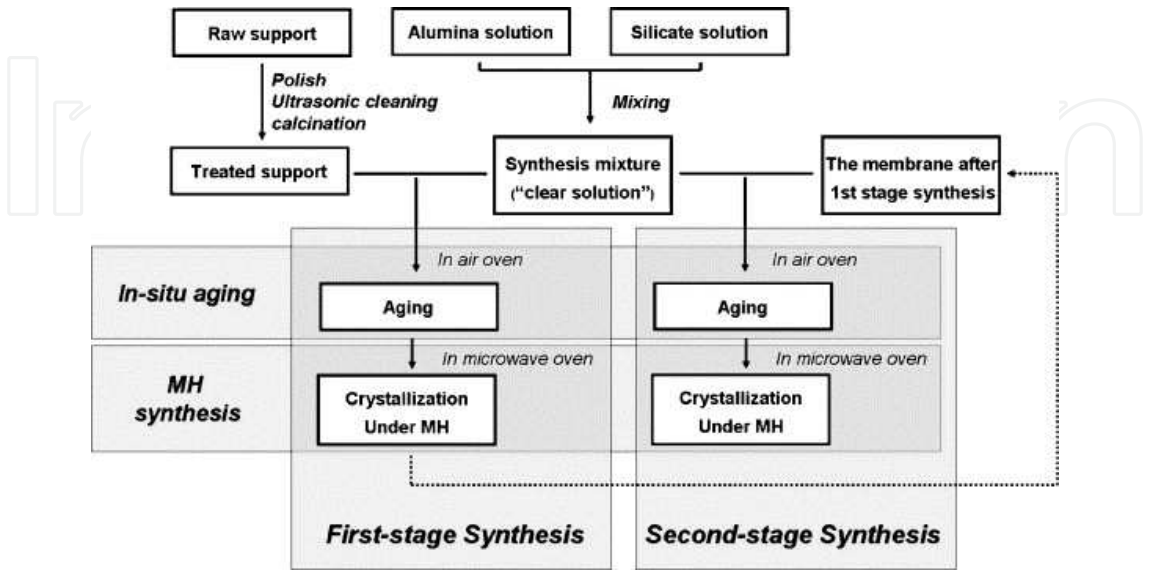 Raw support
Alumina solution
Silicate solution
Polish
Ultrasonic cleaning
calcination
Mixing
Treated support
Synthesis mixture
("clear solution")
The membrane after
1st stage synthesis
In air oven
In air oven
In-situ aging
Aging
Aging
In microwave oven
In microwave oven
MH
synthesis
Crystallization
Under MH
Crystallization
Under MH
First-stage Synthesis
Second-stage Synthesis